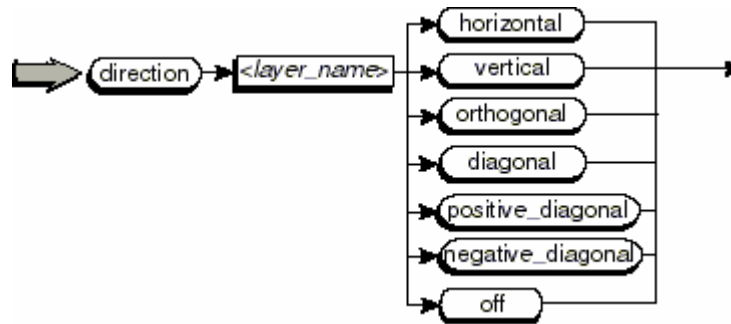 horizontal
direction <layer_name> vertical
orthogonal
diagonal
positive_diagonal
negative_diagonal
off